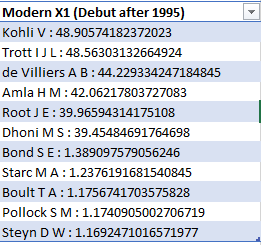 Modern X1 (Debut after 1995)
Kohli V : 48.90574182372023
Trott I J L : 48.56303132664924
de Villiers A B : 44.229334247184845
Amla H M : 42.06217803727083
Root J E : 39.96594314175108
Dhoni M S : 39.45484691764698
Bond S E : 1.389097579056246
Starc M A : 1.2376191681540845
Boult T A : 1.1756741703575828
Pollock S M : 1.1740905002706719
Steyn D W : 1.1692471016571977